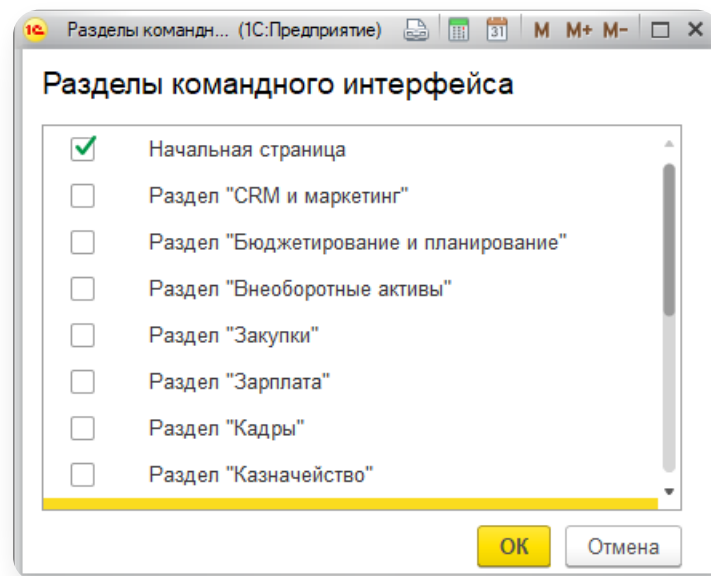 1С Разделы командн... (1С:Предприятие) 31 M M+ M-
Разделы командного интерфейса
Начальная страница
Раздел "CRM и маркетинг"
Раздел "Бюджетирование и планирование"
Раздел "Внеоборотные активы"
Раздел "Закупки"
Раздел "Зарплата"
Раздел "Кадры"
Раздел "Казначейство"
ОК Отмена